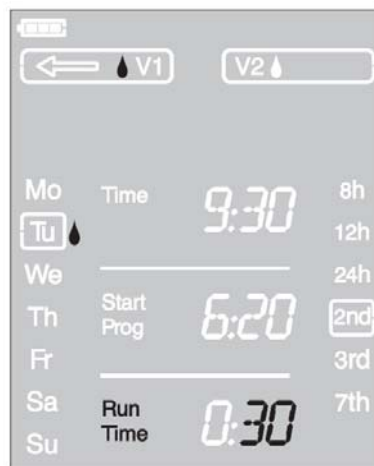 V1 V2
Mo Time 9:30 8h
Tu 12h
We 24h
Th Start Prog 6:20 2nd
Fr 3rd
Sa Run Time 0:30 7th
Su